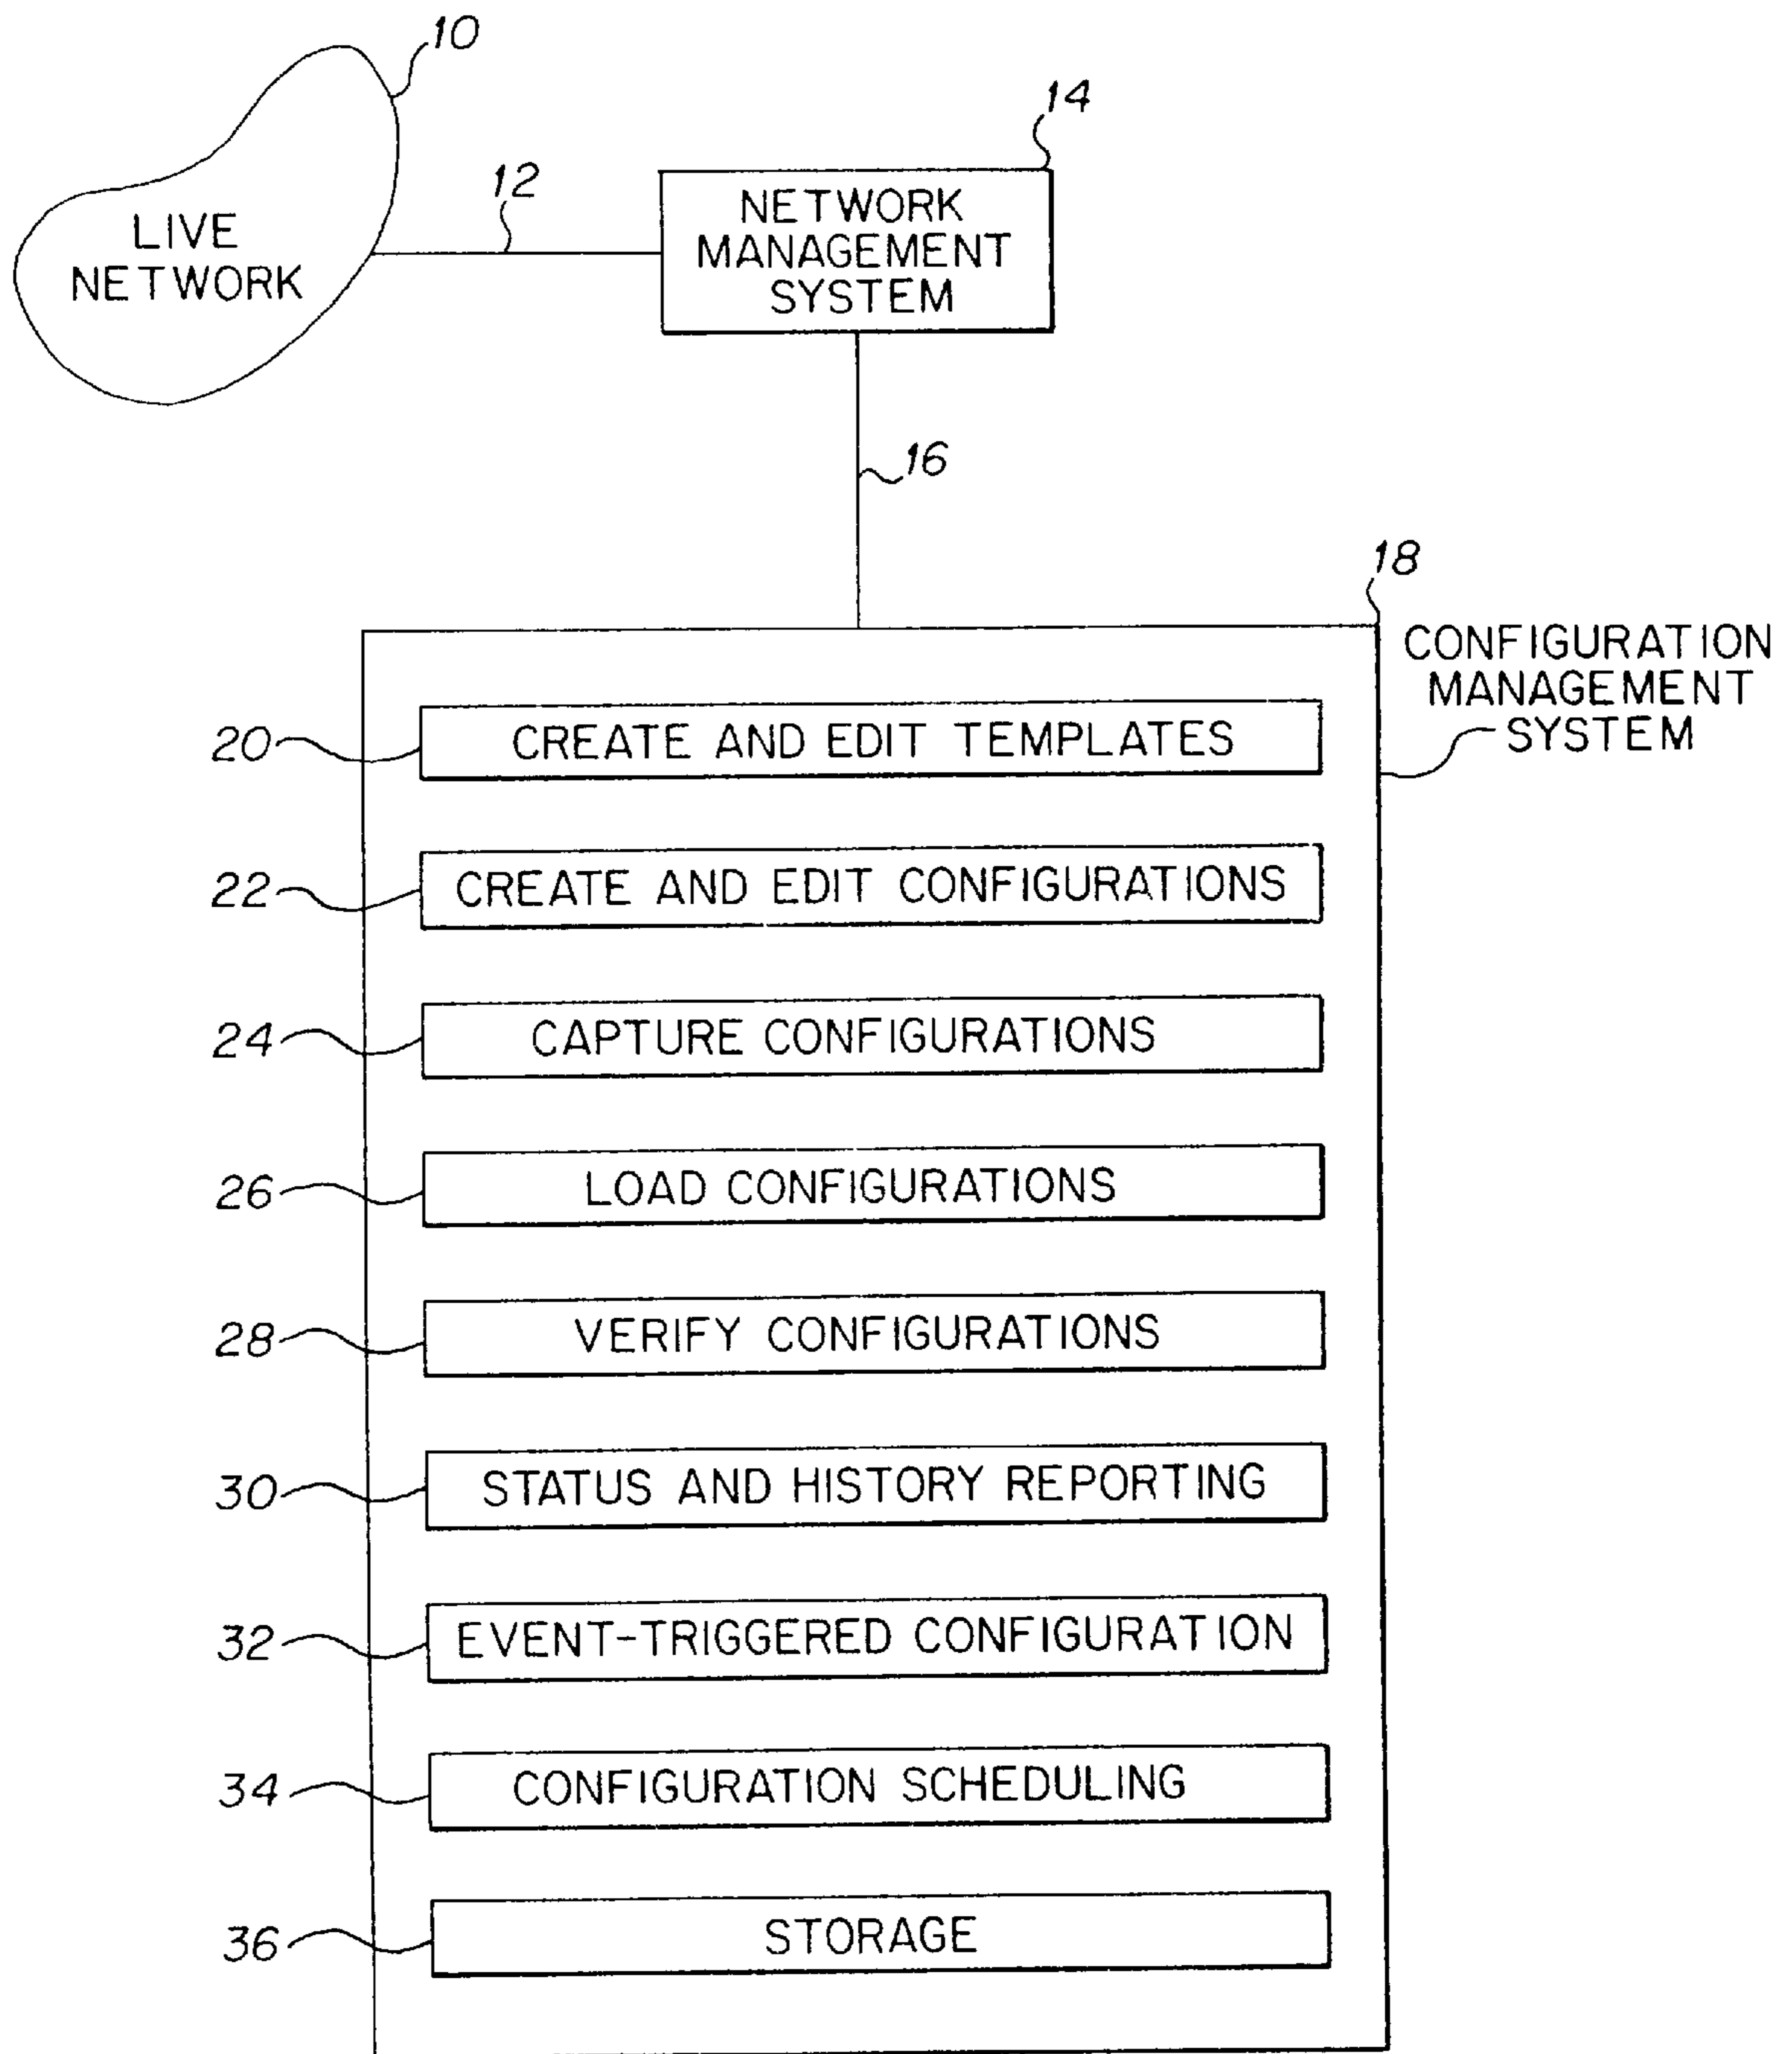 10
14
12
LIVE
NETWORK
NETWORK
MANAGEMENT
SYSTEM
16
18
CONFIGURATION
MANAGEMENT
SYSTEM
20 CREATE AND EDIT TEMPLATES
22 CREATE AND EDIT CONFIGURATIONS
24 CAPTURE CONFIGURATIONS
26 LOAD CONFIGURATIONS
28 VERIFY CONFIGURATIONS
30 STATUS AND HISTORY REPORTING
32 EVENT-TRIGGERED CONFIGURATION
34 CONFIGURATION SCHEDULING
36 STORAGE